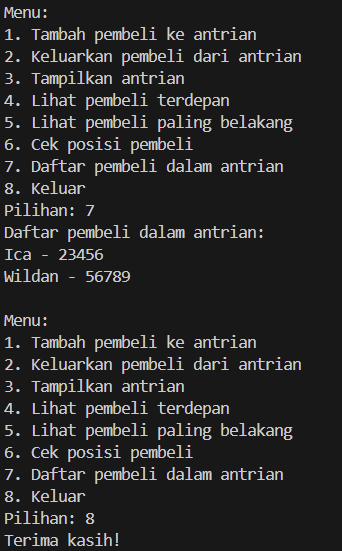 Menu:
1. Tambah pembeli ke antrian
2. Keluarkan pembeli dari antrian
3. Tampilkan antrian
4. Lihat pembeli terdepan
5. Lihat pembeli paling belakang
6. Cek posisi pembeli
7. Daftar pembeli dalam antrian
8. Keluar
Pilihan: 7
Daftar pembeli dalam antrian:
Ica - 23456
Wildan - 56789

Menu:
1. Tambah pembeli ke antrian
2. Keluarkan pembeli dari antrian
3. Tampilkan antrian
4. Lihat pembeli terdepan
5. Lihat pembeli paling belakang
6. Cek posisi pembeli
7. Daftar pembeli dalam antrian
8. Keluar
Pilihan: 8
Terima kasih!